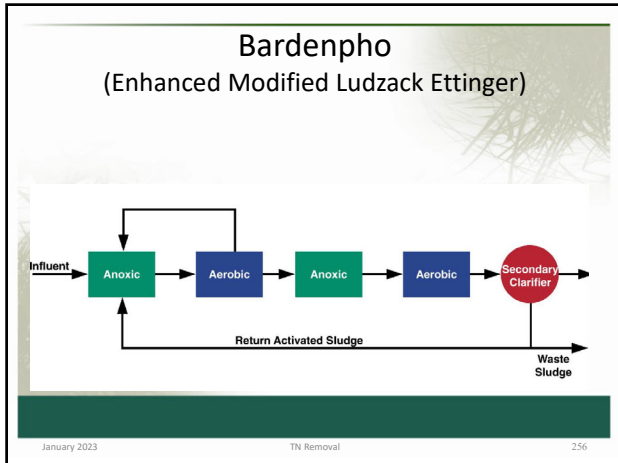 Bardenpho
(Enhanced Modified Ludzack Ettinger)
Influent
Anoxic
Aerobic
Anoxic
Aerobic
Secondary
Clarifier
Return Activated Sludge
Waste
Sludge
January 2023
TN Removal
256